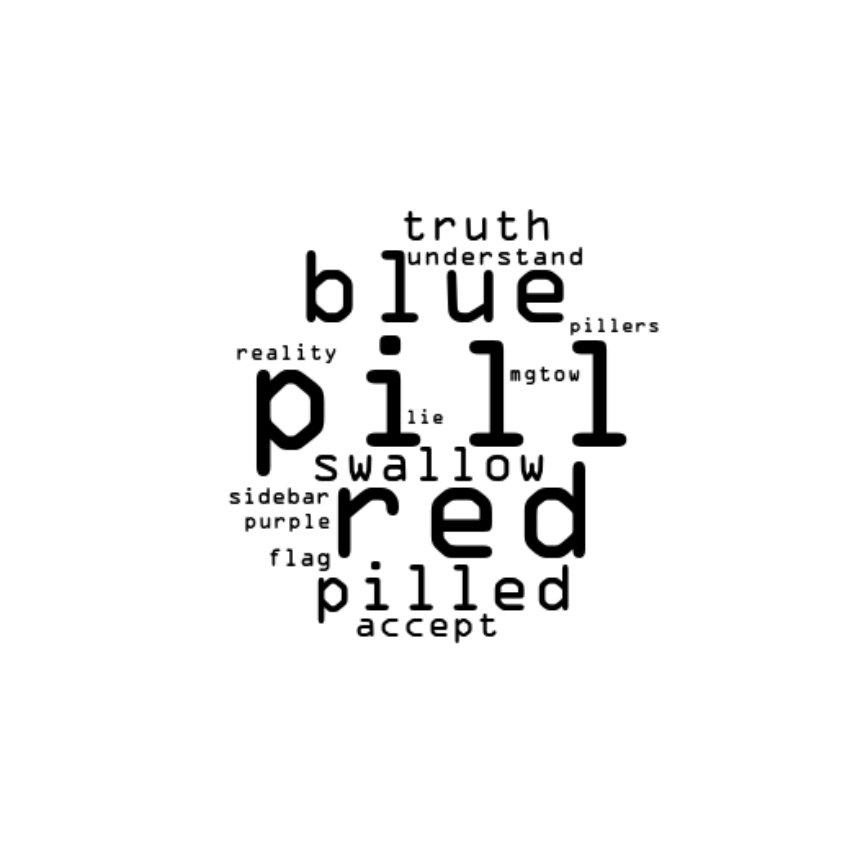 truth
understand
blue
pillers
reality
mgtow
pill
lie
swallow
sidebar
red
purple
flag
pilled
accept